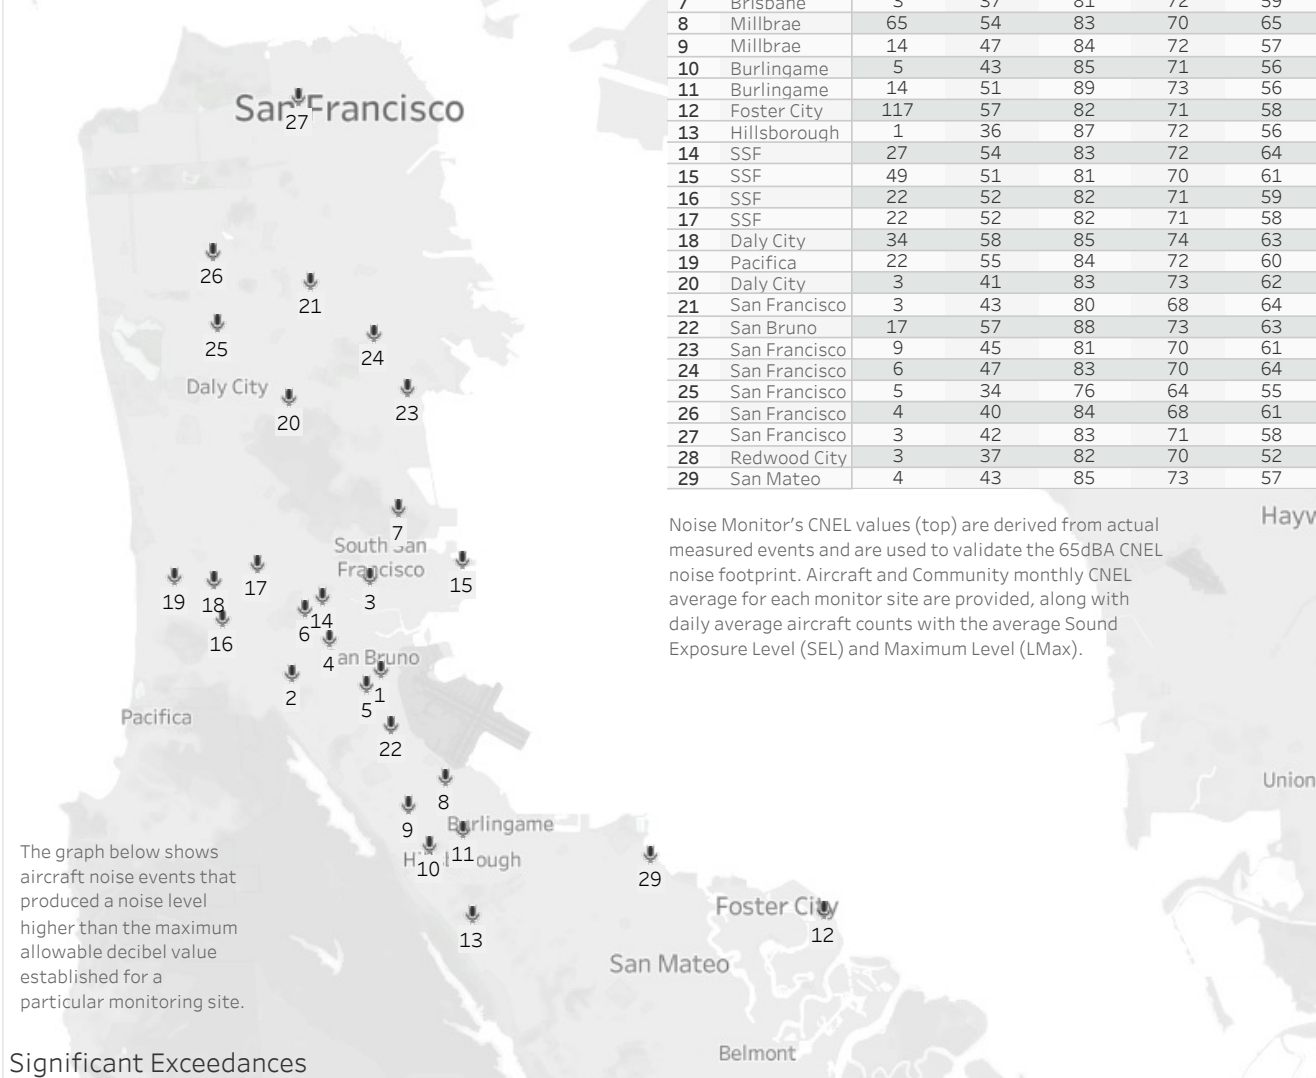 7 Brisbane 3 37 81 72 59
8 Millbrae 65 54 83 70 65
9 Millbrae 14 47 84 72 57
10 Burlingame 5 43 85 71 56
11 Burlingame 14 51 89 73 56
12 Foster City 117 57 82 71 58
13 Hillsborough 1 36 87 72 56
14 SSF 27 54 83 72 64
15 SSF 49 51 81 70 61
16 SSF 22 52 82 71 59
17 SSF 22 52 82 71 58
18 Daly City 34 58 85 74 63
19 Pacifica 22 55 84 72 60
20 Daly City 3 41 83 73 62
21 San Francisco 3 43 80 68 64
22 San Bruno 17 57 88 73 63
23 San Francisco 9 45 81 70 61
24 San Francisco 6 47 83 70 64
25 San Francisco 5 34 76 64 55
26 San Francisco 4 40 84 68 61
27 San Francisco 3 42 83 71 58
28 Redwood City 3 37 82 70 52
29 San Mateo 4 43 85 73 57
Noise Monitor's CNEL values (top) are derived from actual
measured events and are used to validate the 65dBA CNEL
noise footprint. Aircraft and Community monthly CNEL
average for each monitor site are provided, along with
daily average aircraft counts with the average Sound
Exposure Level (SEL) and Maximum Level (LMax).
San Francisco
27
26
21
25
24
Daly City
20
23
7
South San
Francisco
15
17
19
18
3
14
6
16
4
an Bruno
2
1
5
Pacifica
22
8
9
Burlingame
11
10
ough
29
Foster City
12
13
San Mateo
Belmont
Hayw
Union
The graph below shows
aircraft noise events that
produced a noise level
higher than the maximum
allowable decibel value
established for a
particular monitoring site.
Significant Exceedances